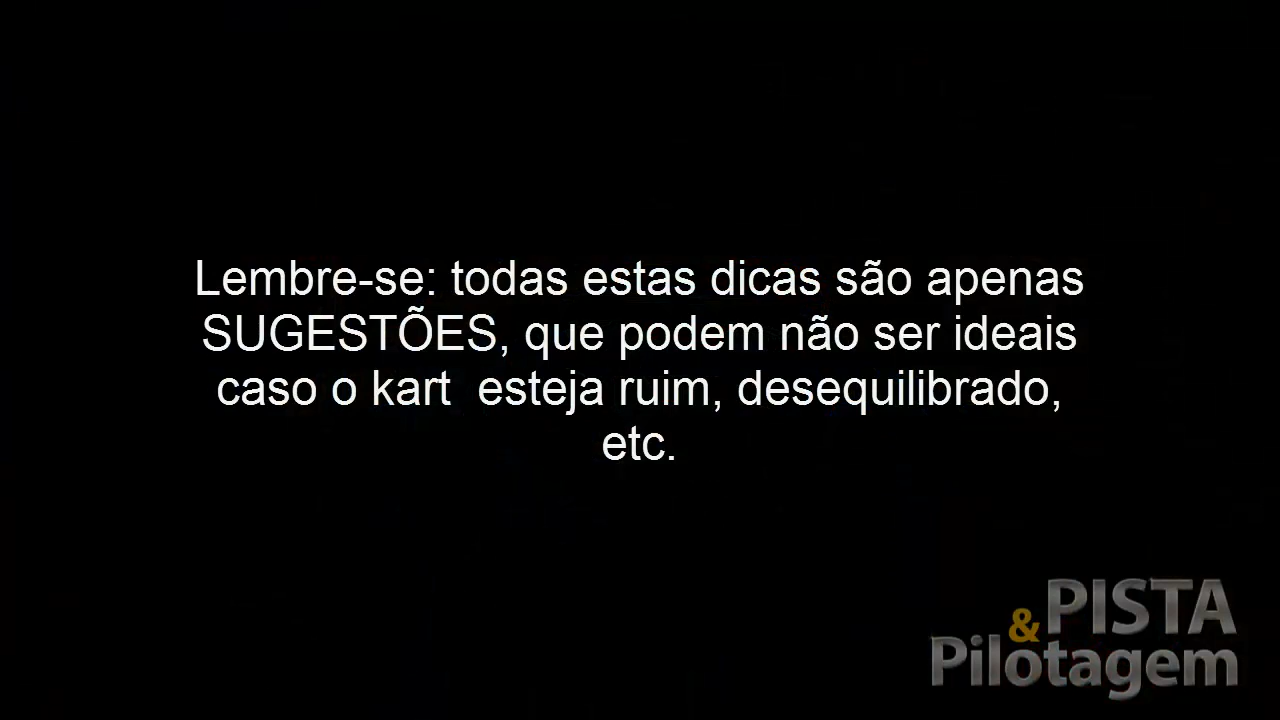 Lembre-se: todas estas dicas são apenas
SUGESTÕES, que podem não ser ideais
caso o kart  esteja ruim, desequilibrado,
etc.
PISTA
& Pilotagem